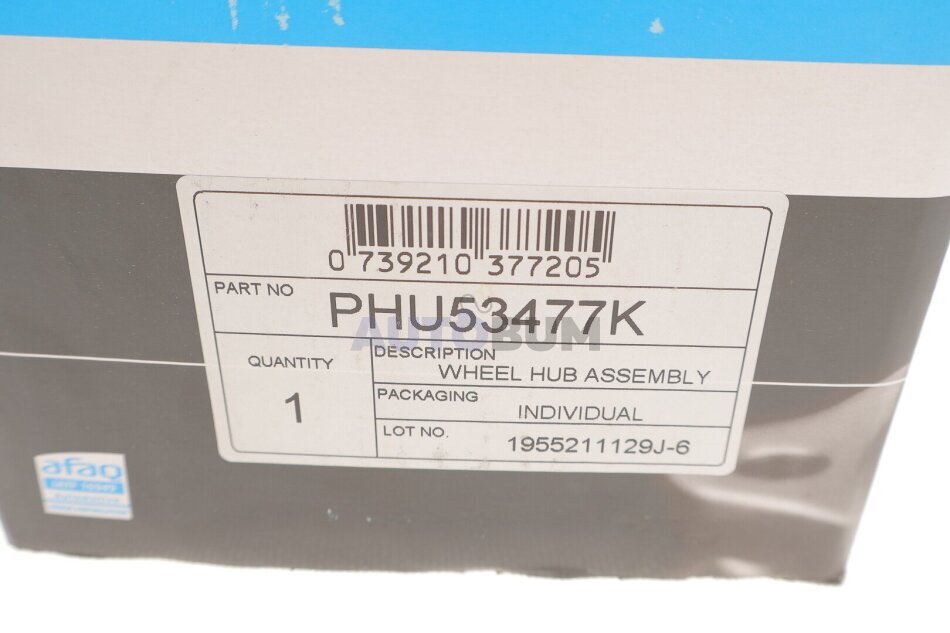 0 739210 377205
PART NO
PHU53477K
AUTOBUM
QUANTITY
1
DESCRIPTION
WHEEL HUB ASSEMBLY
PACKAGING
INDIVIDUAL
LOT NO.
1955211129J-6
afaq